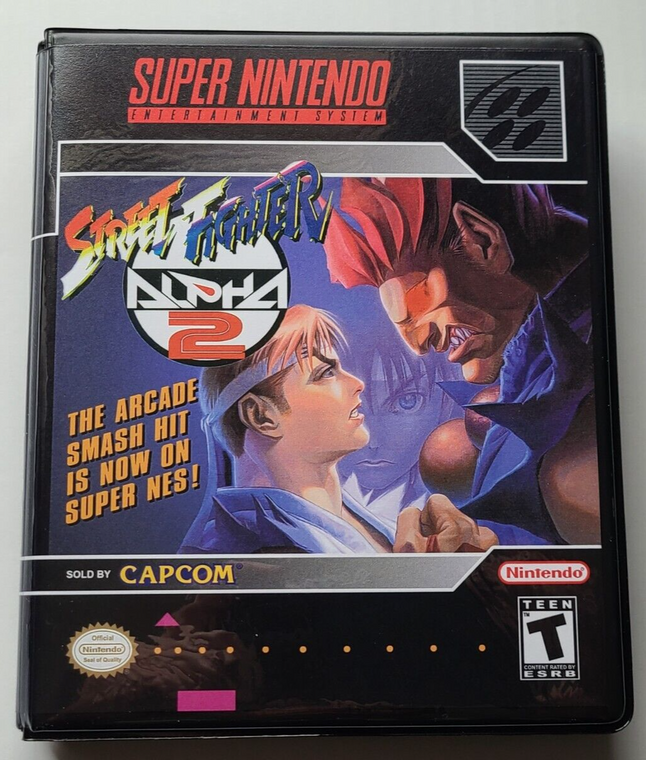 SUPER NINTENDO
ENTERTAINMENT SYSTEM
STREET FIGHTER
ALPHA
2
THE ARCADE
SMASH HIT
IS NOW ON
SUPER NES!
SOLD BY CAPCOM
Nintendo®
Official
Nintendo
Seal of Quality
TEEN
T
CONTENT RATED BY
ESRB